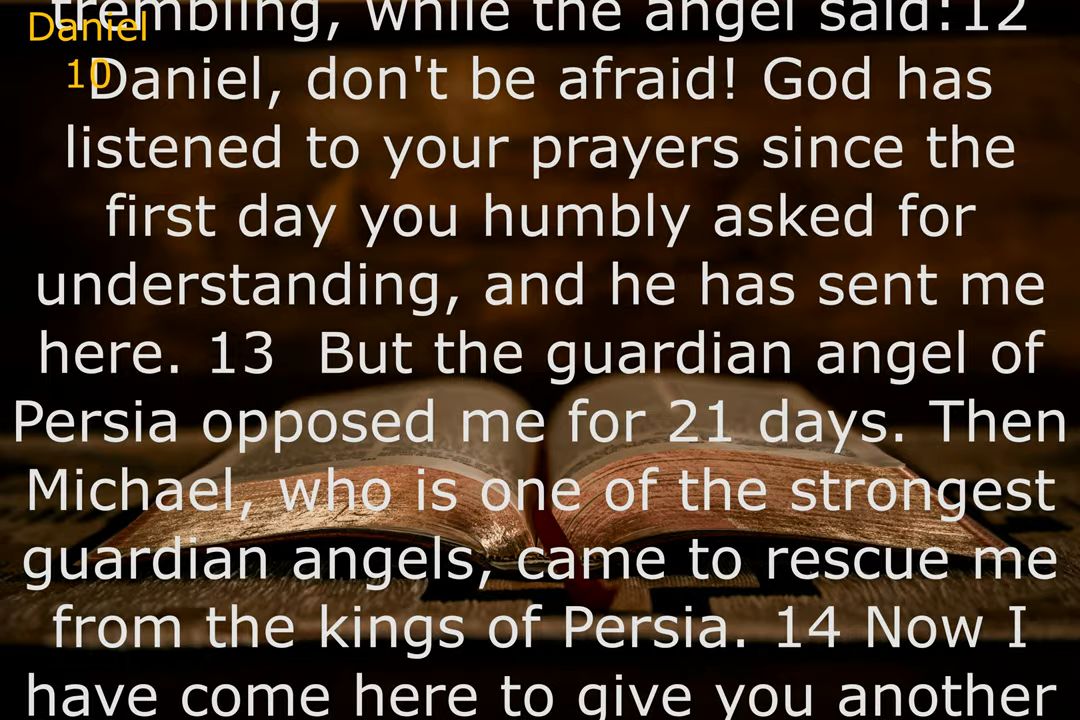 trembling, while the angel said:12
Daniel
10
Daniel, don't be afraid! God has
listened to your prayers since the
first day you humbly asked for
understanding, and he has sent me
here. 13  But the guardian angel of
Persia opposed me for 21 days. Then
Michael, who is one of the strongest
guardian angels, came to rescue me
from the kings of Persia. 14 Now I
have come here to give you another